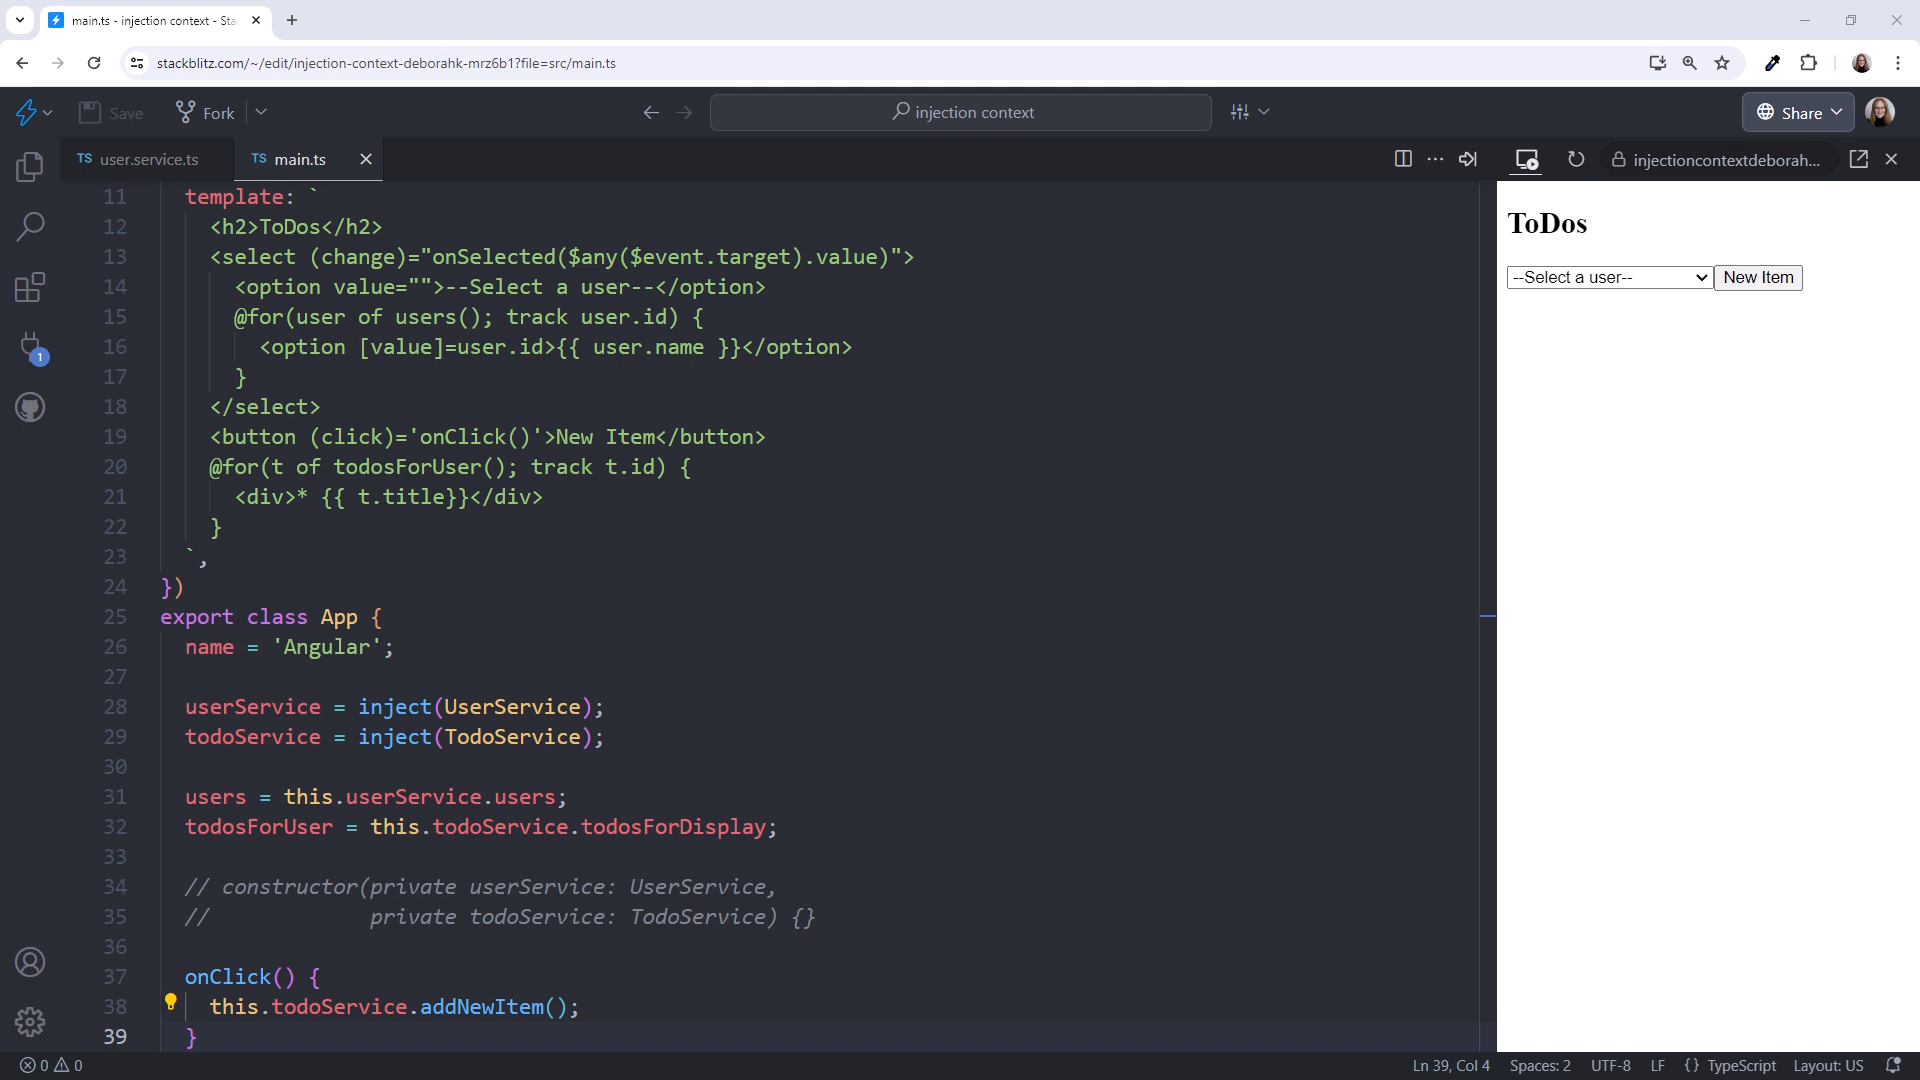 main.ts - injection context - Sta
stackblitz.com/~/edit/injection-context-deborahk-mrz6b1?file=src/main.ts
Save
Fork
injection context
Share
TS user.service.ts
TS main.ts
injectioncontextdeborah...
1
11   template: `
12     <h2>ToDos</h2>
13     <select (change)="onSelected($any($event.target).value)">
14       <option value="">--Select a user--</option>
15       @for(user of users(); track user.id) {
16         <option [value]=user.id>{{ user.name }}</option>
17       }
18     </select>
19     <button (click)='onClick()'>New Item</button>
20     @for(t of todosForUser(); track t.id) {
21       <div>* {{ t.title}}</div>
22     }
23   `,
24 })
25 export class App {
26   name = 'Angular';
27
28   userService = inject(UserService);
29   todoService = inject(TodoService);
30
31   users = this.userService.users;
32   todosForUser = this.todoService.todosForDisplay;
33
34   // constructor(private userService: UserService,
35   //             private todoService: TodoService) {}
36
37   onClick() {
38     this.todoService.addNewItem();
39   }
ToDos
--Select a user--
New Item
0 0
Ln 39, Col 4
Spaces: 2
UTF-8
LF
{} TypeScript
Layout: US